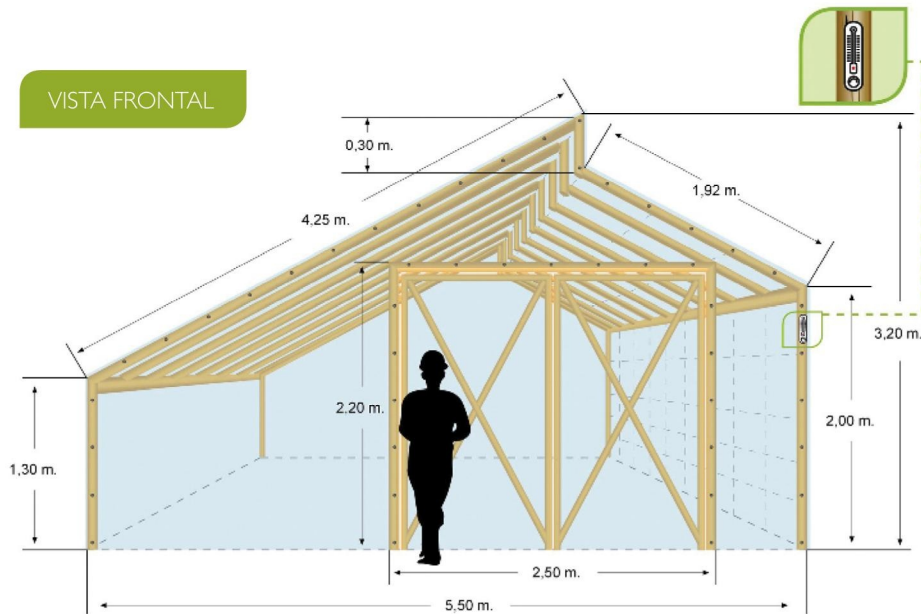 VISTA FRONTAL
0,30 m.
4,25 m.
1,92 m.
3,20 m.
2,20 m.
2,00 m.
1,30 m.
2,50 m.
5,50 m.